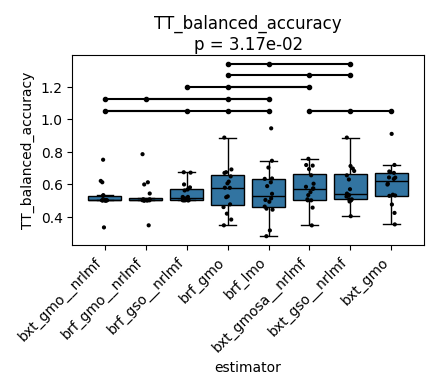 TT_balanced_accuracy
p = 3.17e-02
TT_balanced_accuracy
1.2
1.0
0.8
0.6
0.4
bxt_gmo__nrlmf
brf_gmo__nrlmf
brf_gso__nrlmf
brf_gmo
brf_lmo
bxt_gmosa__nrlmf
bxt_gso__nrlmf
bxt_gmo
estimator